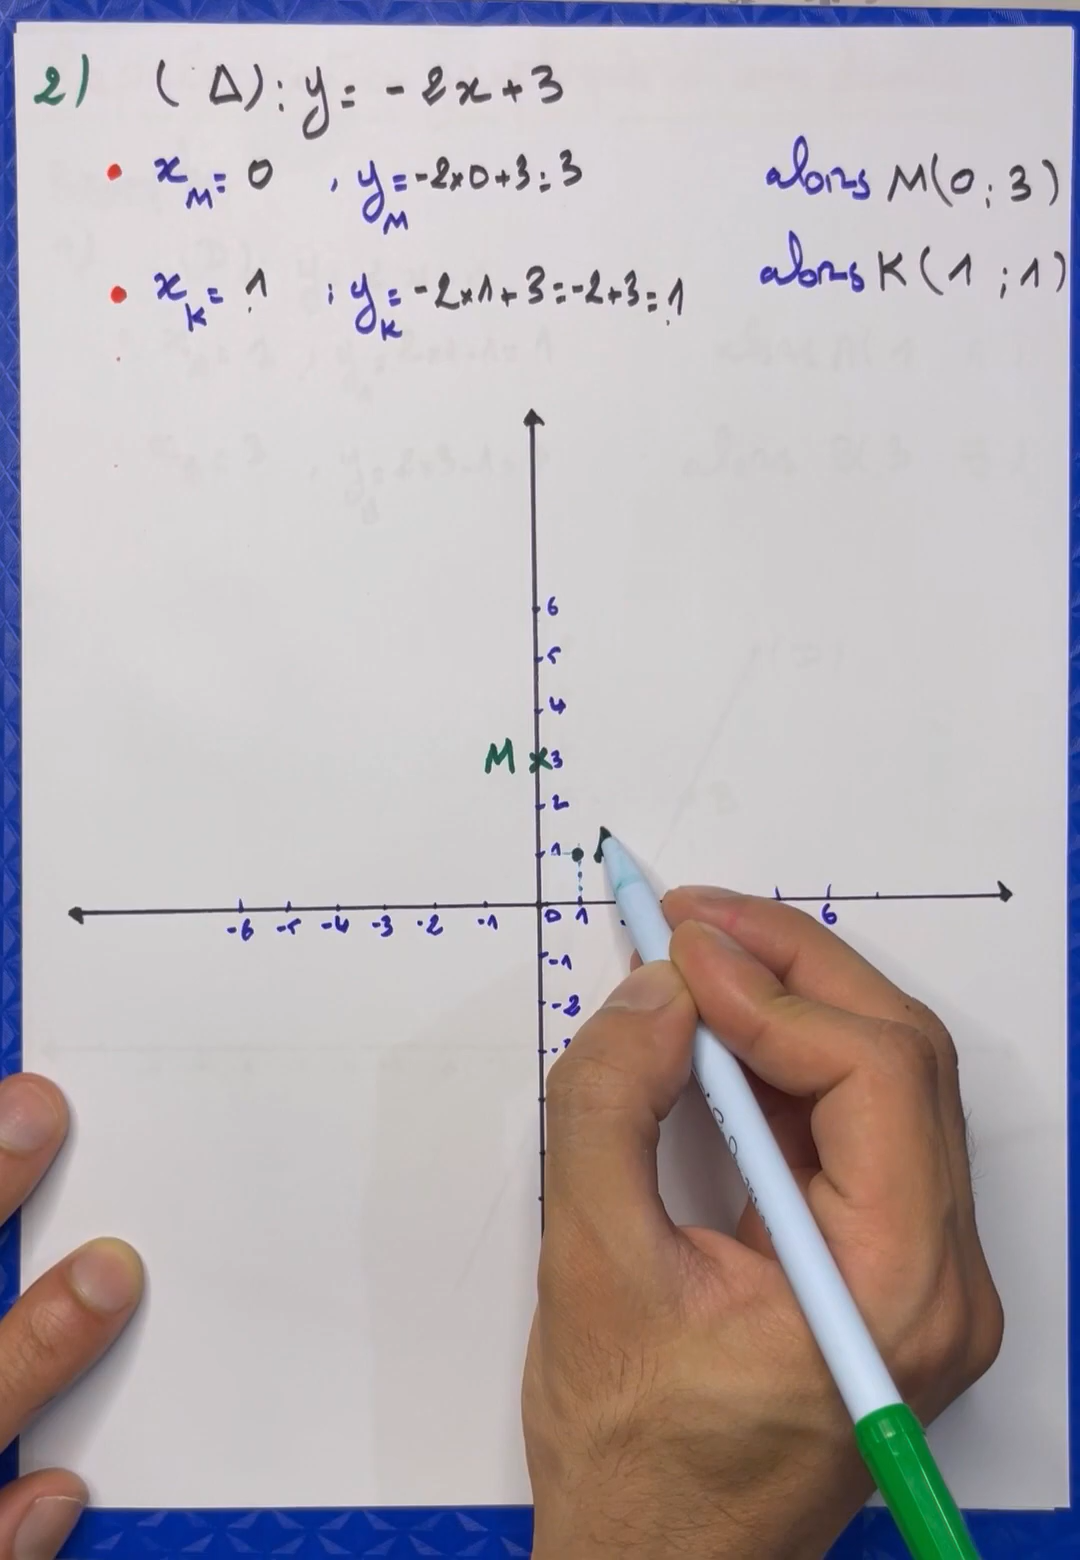 2) (Δ): y = -2x+3
• x_M = 0 , y_M = -2×0+3 = 3 alors M(0 ; 3)
• x_K = 1 ; y_K = -2×1+3 = -2+3 = 1 alors K(1 ; 1)
6
5
4
M × 3
2
1
-6 -5 -4 -3 -2 -1 0 1 6
-1
-2